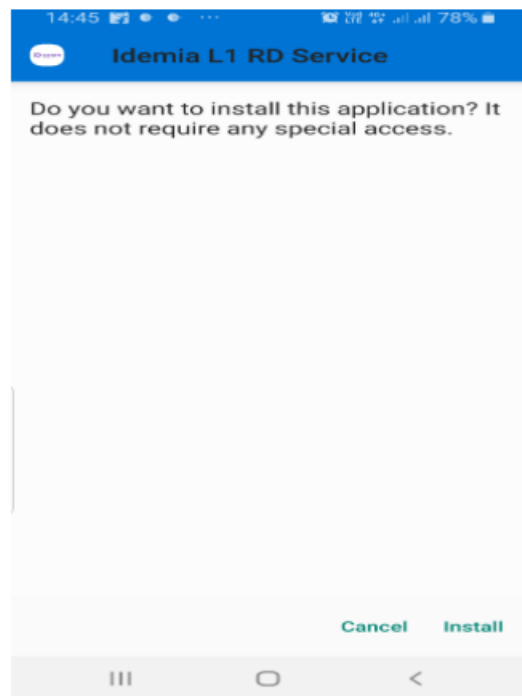 14:45 ... 78%
Idemia L1 RD Service
Do you want to install this application? It
does not require any special access.
Cancel Install